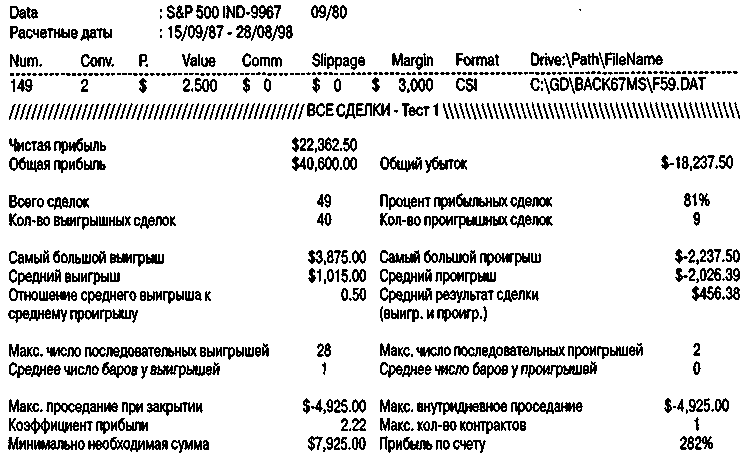 Data : S&P 500 IND-9967 09/80
Расчетные даты : 15/09/87 - 28/08/98
Num. Conv. P. Value Comm Slippage Margin Format Drive:\Path\FileName
149 2 $ 2.500 $ 0 $ 0 $ 3,000 CSI C:\GD\BACK67MS\F59.DAT
//////////////////////////////////////////////// ВСЕ СДЕЛКИ - Тест 1 \\\\\\\\\\\\\\\\\\\\\\\\\\\\\\\\\\\\\\\\\\\\\\\\
Чистая прибыль $22,362.50
Общая прибыль $40,600.00 Общий убыток $-18,237.50
Всего сделок 49 Процент прибыльных сделок 81%
Кол-во выигрышных сделок 40 Кол-во проигрышных сделок 9
Самый большой выигрыш $3,875.00 Самый большой проигрыш $-2,237.50
Средний выигрыш $1,015.00 Средний проигрыш $-2,026.39
Отношение среднего выигрыша к 0.50 Средний результат сделки $456.38
среднему проигрышу (выигр. и проигр.)
Макс. число последовательных выигрышей 28 Макс. число последовательных проигрышей 2
Среднее число баров у выигрышей 1 Среднее число баров у проигрышей 0
Макс. проседание при закрытии $-4,925.00 Макс. внутридневное проседание $-4,925.00
Коэффициент прибыли 2.22 Макс. кол-во контрактов 1
Минимально необходимая сумма $7,925.00 Прибыль по счету 282%